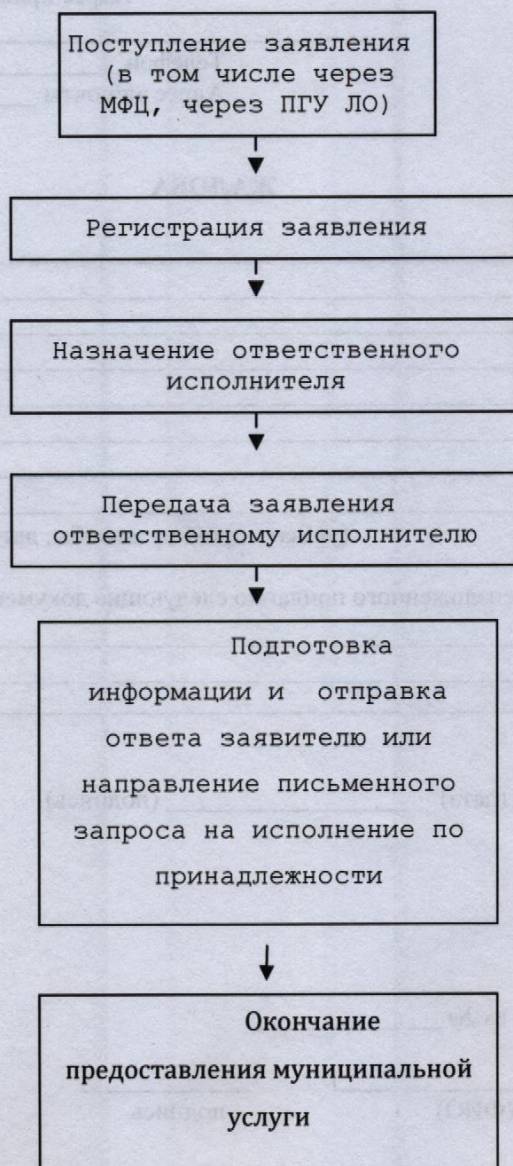 Поступление заявления
(в том числе через
МФЦ, через ПГУ ЛО)
Регистрация заявления
Назначение ответственного
исполнителя
Передача заявления
ответственному исполнителю
Подготовка
информации и отправка
ответа заявителю или
направление письменного
запроса на исполнение по
принадлежности
Окончание
предоставления муниципальной
услуги